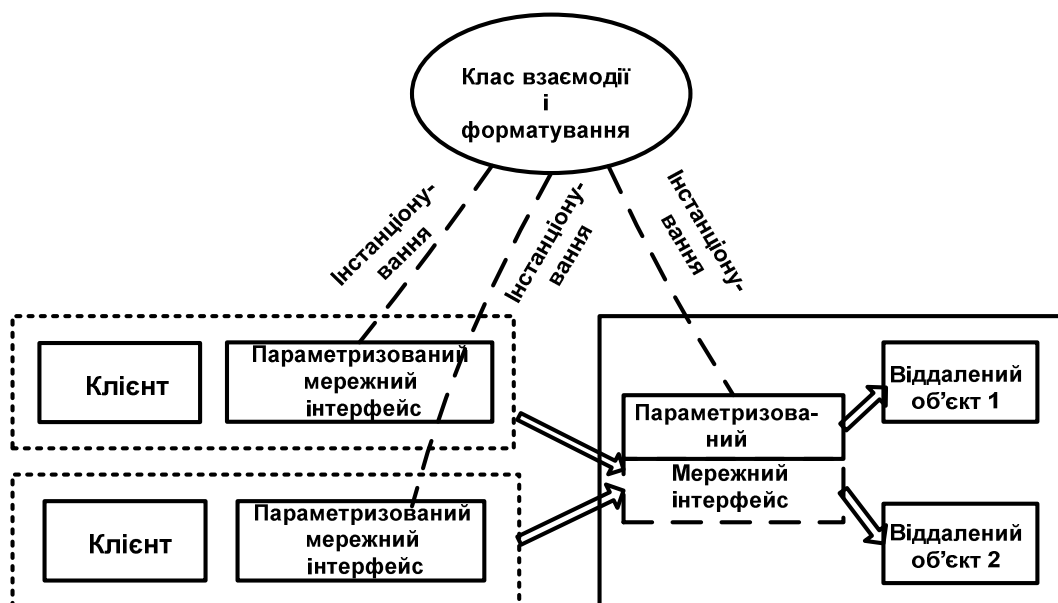 Клас взаємодії
і
форматування
Інстанціону-
вання
Інстанціону-
вання
Інстанціону-
вання
Клієнт
Параметризований
мережний
інтерфейс
Параметризова-
ний
Мережний
інтерфейс
Віддалений
об’єкт 1
Клієнт
Параметризований
мережний
інтерфейс
Віддалений
об’єкт 2